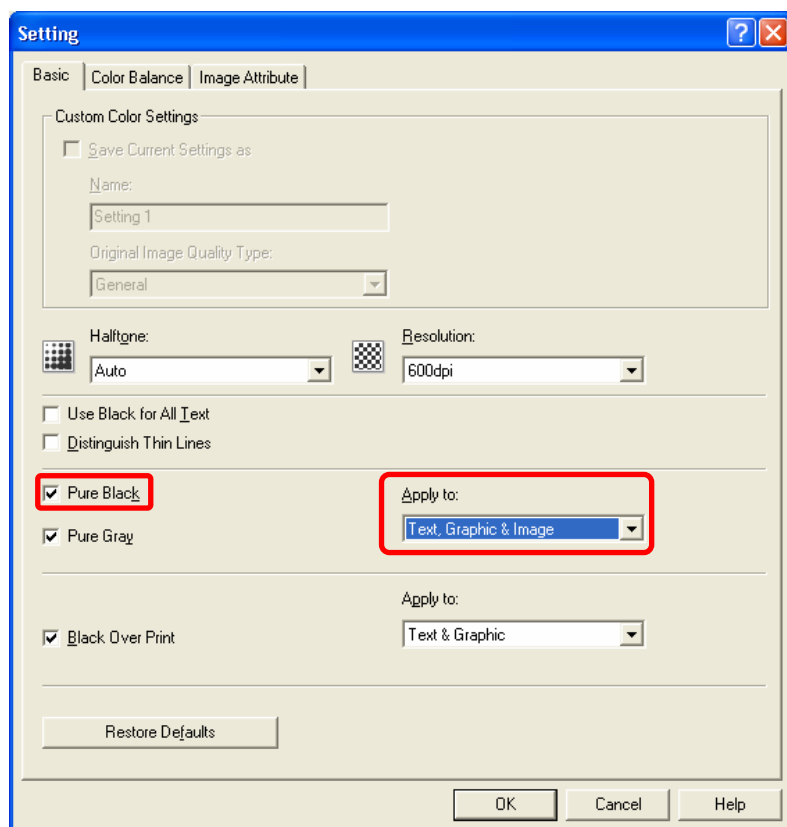 Setting
Basic Color Balance Image Attribute
Custom Color Settings
Save Current Settings as
Name:
Setting 1
Original Image Quality Type:
General
Halftone: Resolution:
Auto 600dpi
Use Black for All Text
Distinguish Thin Lines
Pure Black Apply to:
Pure Gray Text, Graphic & Image
Apply to:
Black Over Print Text & Graphic
Restore Defaults
OK Cancel Help